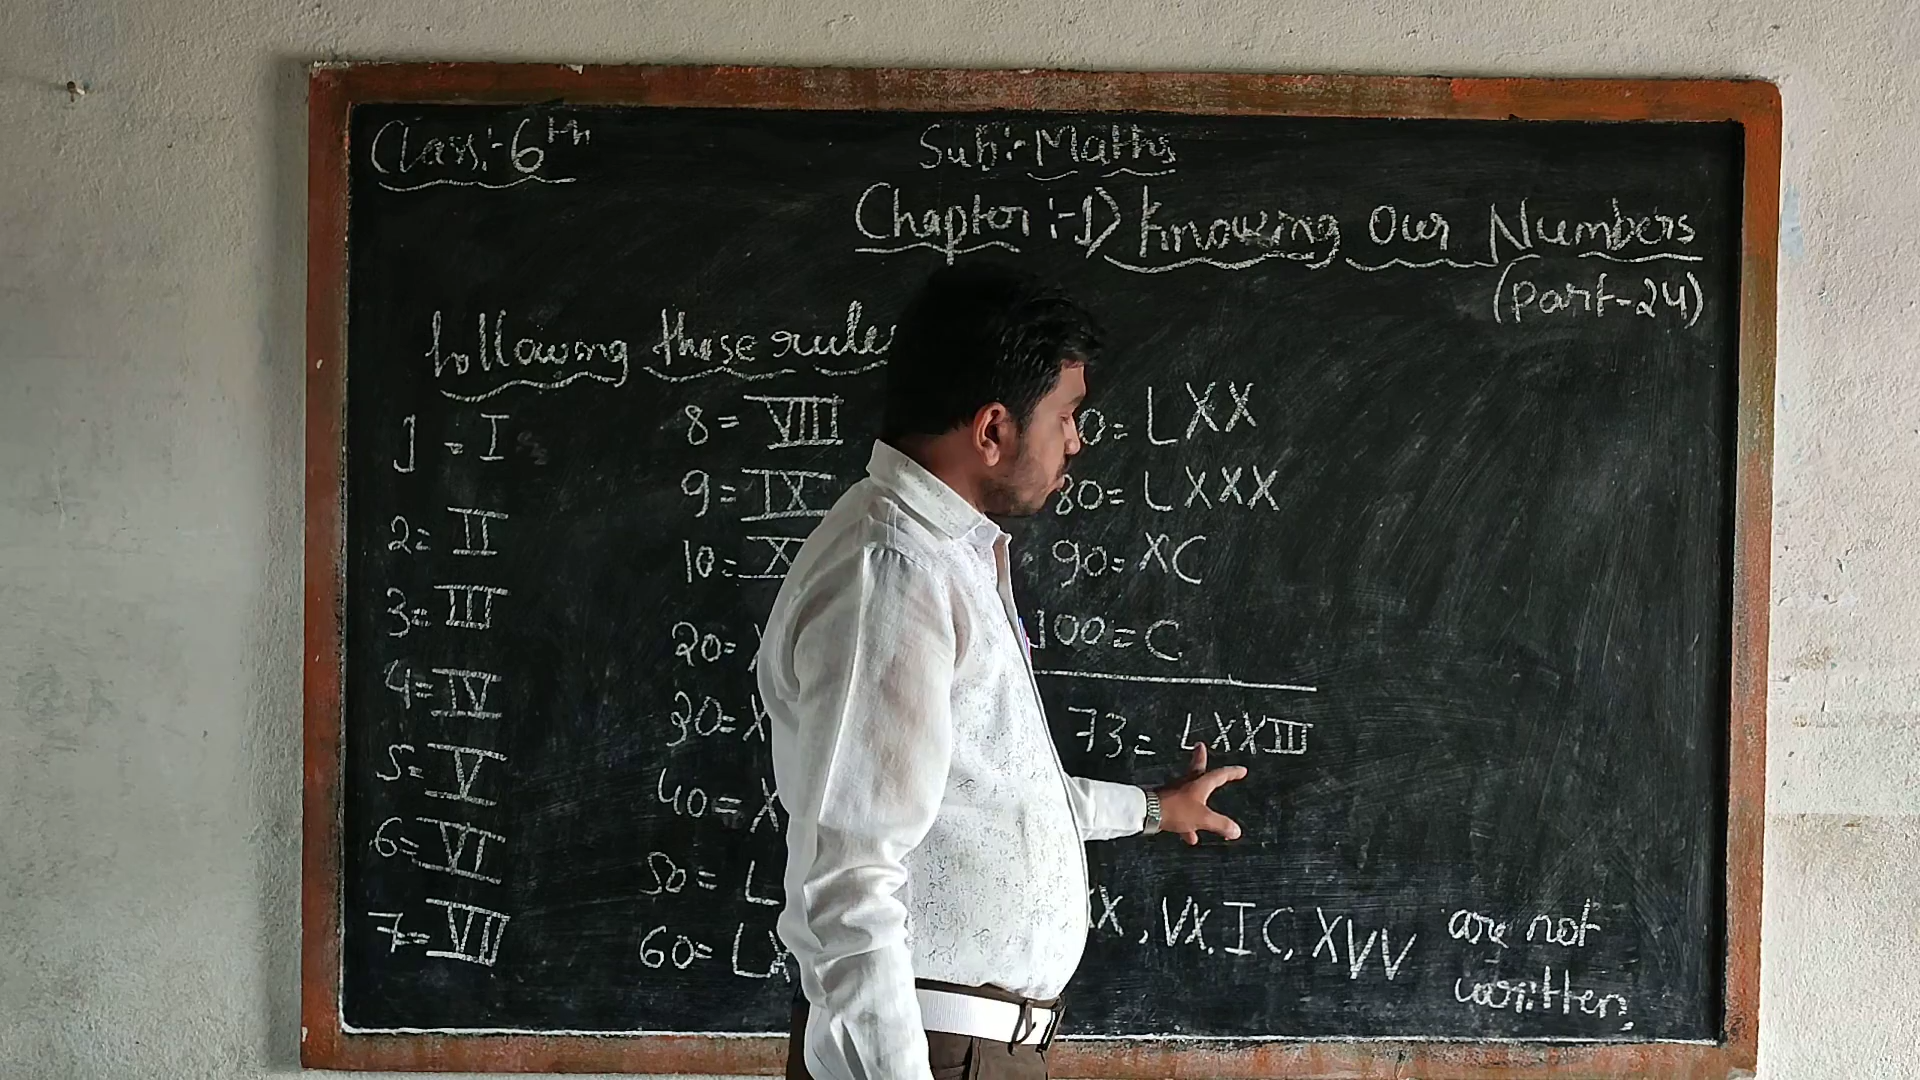 Class:-6th
Sub:-Maths
Chapter:-1) Knowing Our Numbers
(part-24)
following these rules
1 = I
2= II
3= III
4= IV
5= V
6= VI
7= VII
8= VIII
9= IX
10= X
20= X
30= X
40= X
50= L
60= LX
0= LXX
80= LXXX
90= XC
100= C
73= LXXIII
X, VX, IC, XVV are not
written,